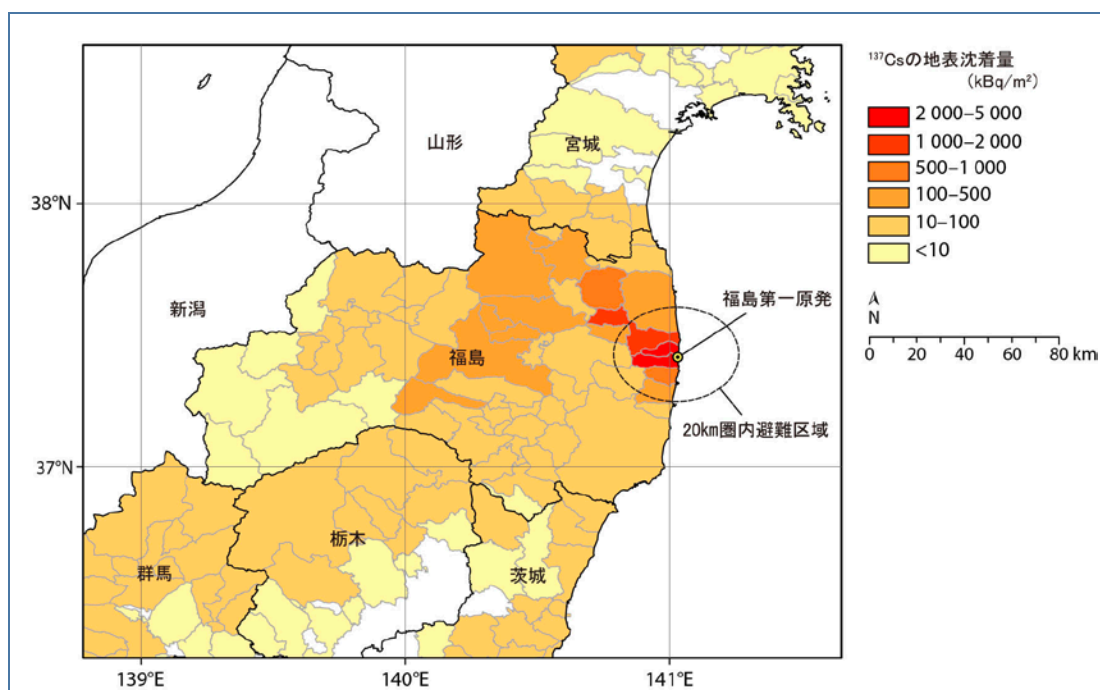 ¹³⁷Csの地表沈着量
(kBq/m²)
2 000–5 000
1 000–2 000
500–1 000
100–500
10–100
<10
N
0 20 40 60 80 km
山形
宮城
38°N
新潟
福島第一原発
福島
20km圏内避難区域
37°N
栃木
群馬
茨城
139°E 140°E 141°E